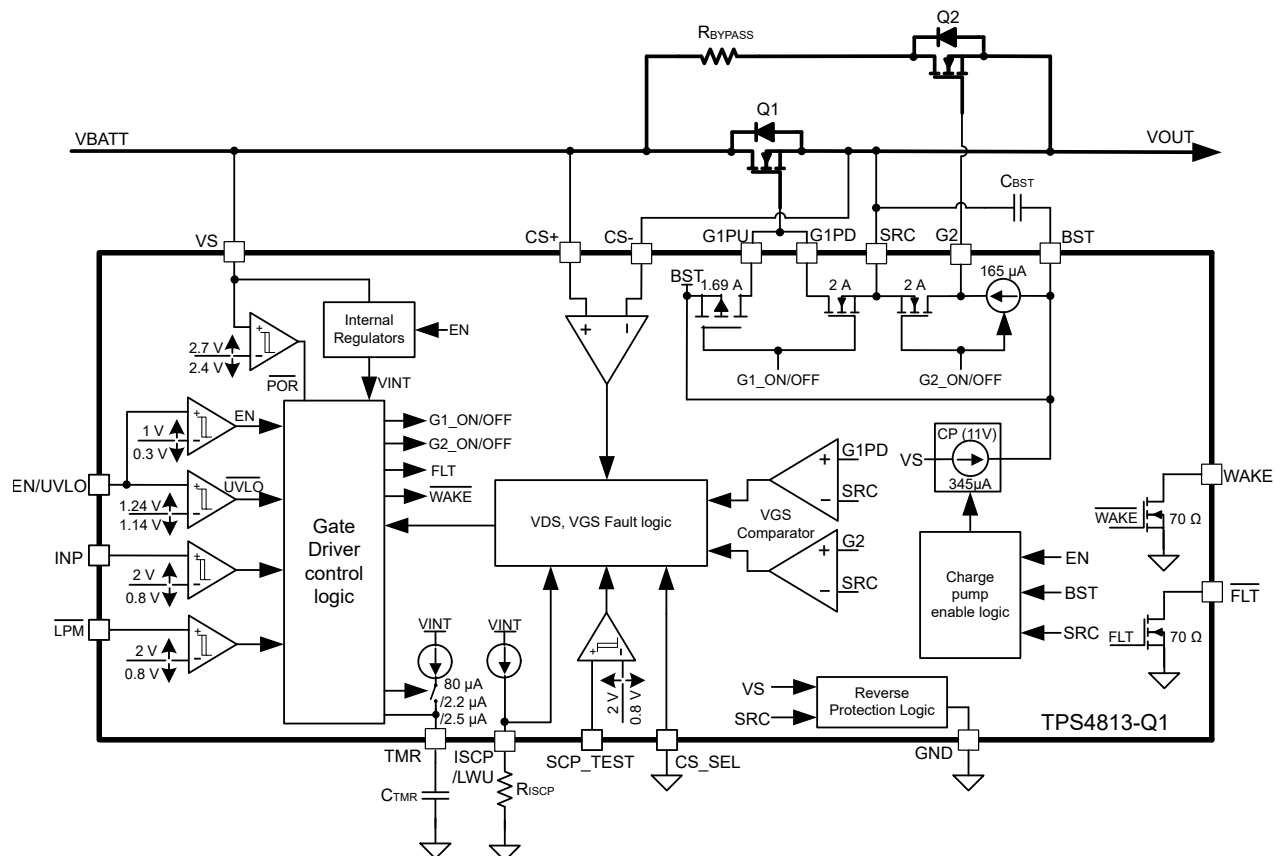 Q2
RBYPASS
Q1
VBATT
VOUT
CBST
VS
CS+
CS-
G1PU
G1PD
SRC
G2
BST
BST
1.69 A
2 A
2 A
165 µA
Internal
Regulators
EN
+
–
2.7 V
2.4 V
POR
VINT
G1_ON/OFF
G2_ON/OFF
EN
1 V
0.3 V
G1_ON/OFF
G2_ON/OFF
FLT
WAKE
CP (11V)
VS
345µA
G1PD
+
–
SRC
EN/UVLO
UVLO
1.24 V
1.14 V
WAKE
WAKE
70 Ω
Gate
Driver
control
logic
VDS, VGS Fault logic
VGS
Comparator
G2
+
–
SRC
INP
2 V
0.8 V
Charge
pump
enable logic
EN
BST
SRC
FLT
FLT
70 Ω
LPM
2 V
0.8 V
VINT
VINT
80 µA
/2.2 µA
/2.5 µA
2 V
0.8 V
VS
SRC
Reverse
Protection Logic
TPS4813-Q1
TMR
ISCP
/LWU
SCP_TEST
CS_SEL
GND
CTMR
RISCP